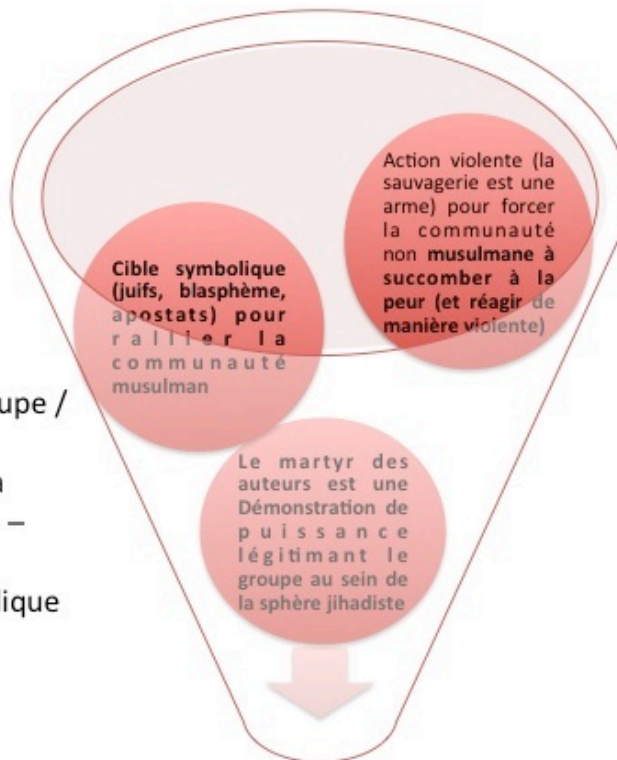 Action violente (la
sauvagerie est une
arme) pour forcer
la communauté
non musulmane à
succomber à la
peur (et réagir de
manière violente)
Cible symbolique
(juifs, blasphème,
apostats) pour
rallier la
communauté
musulman
upe /
a
–
dique
Le martyr des
auteurs est une
Démonstration de
puissance
légitimant le
groupe au sein de
la sphère jihadiste